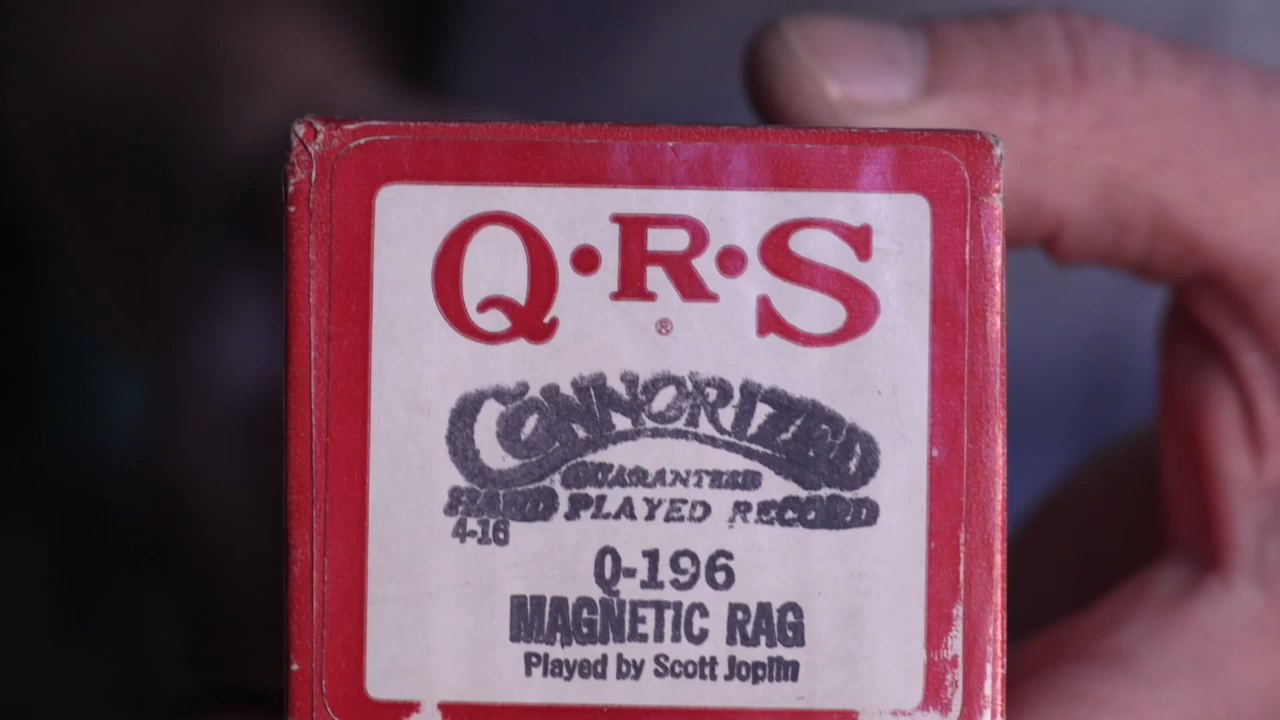 Q·R·S
®
CONNORIZED
GUARANTEED
HAND PLAYED RECORD
4-16
Q-196
MAGNETIC RAG
Played by Scott Joplin